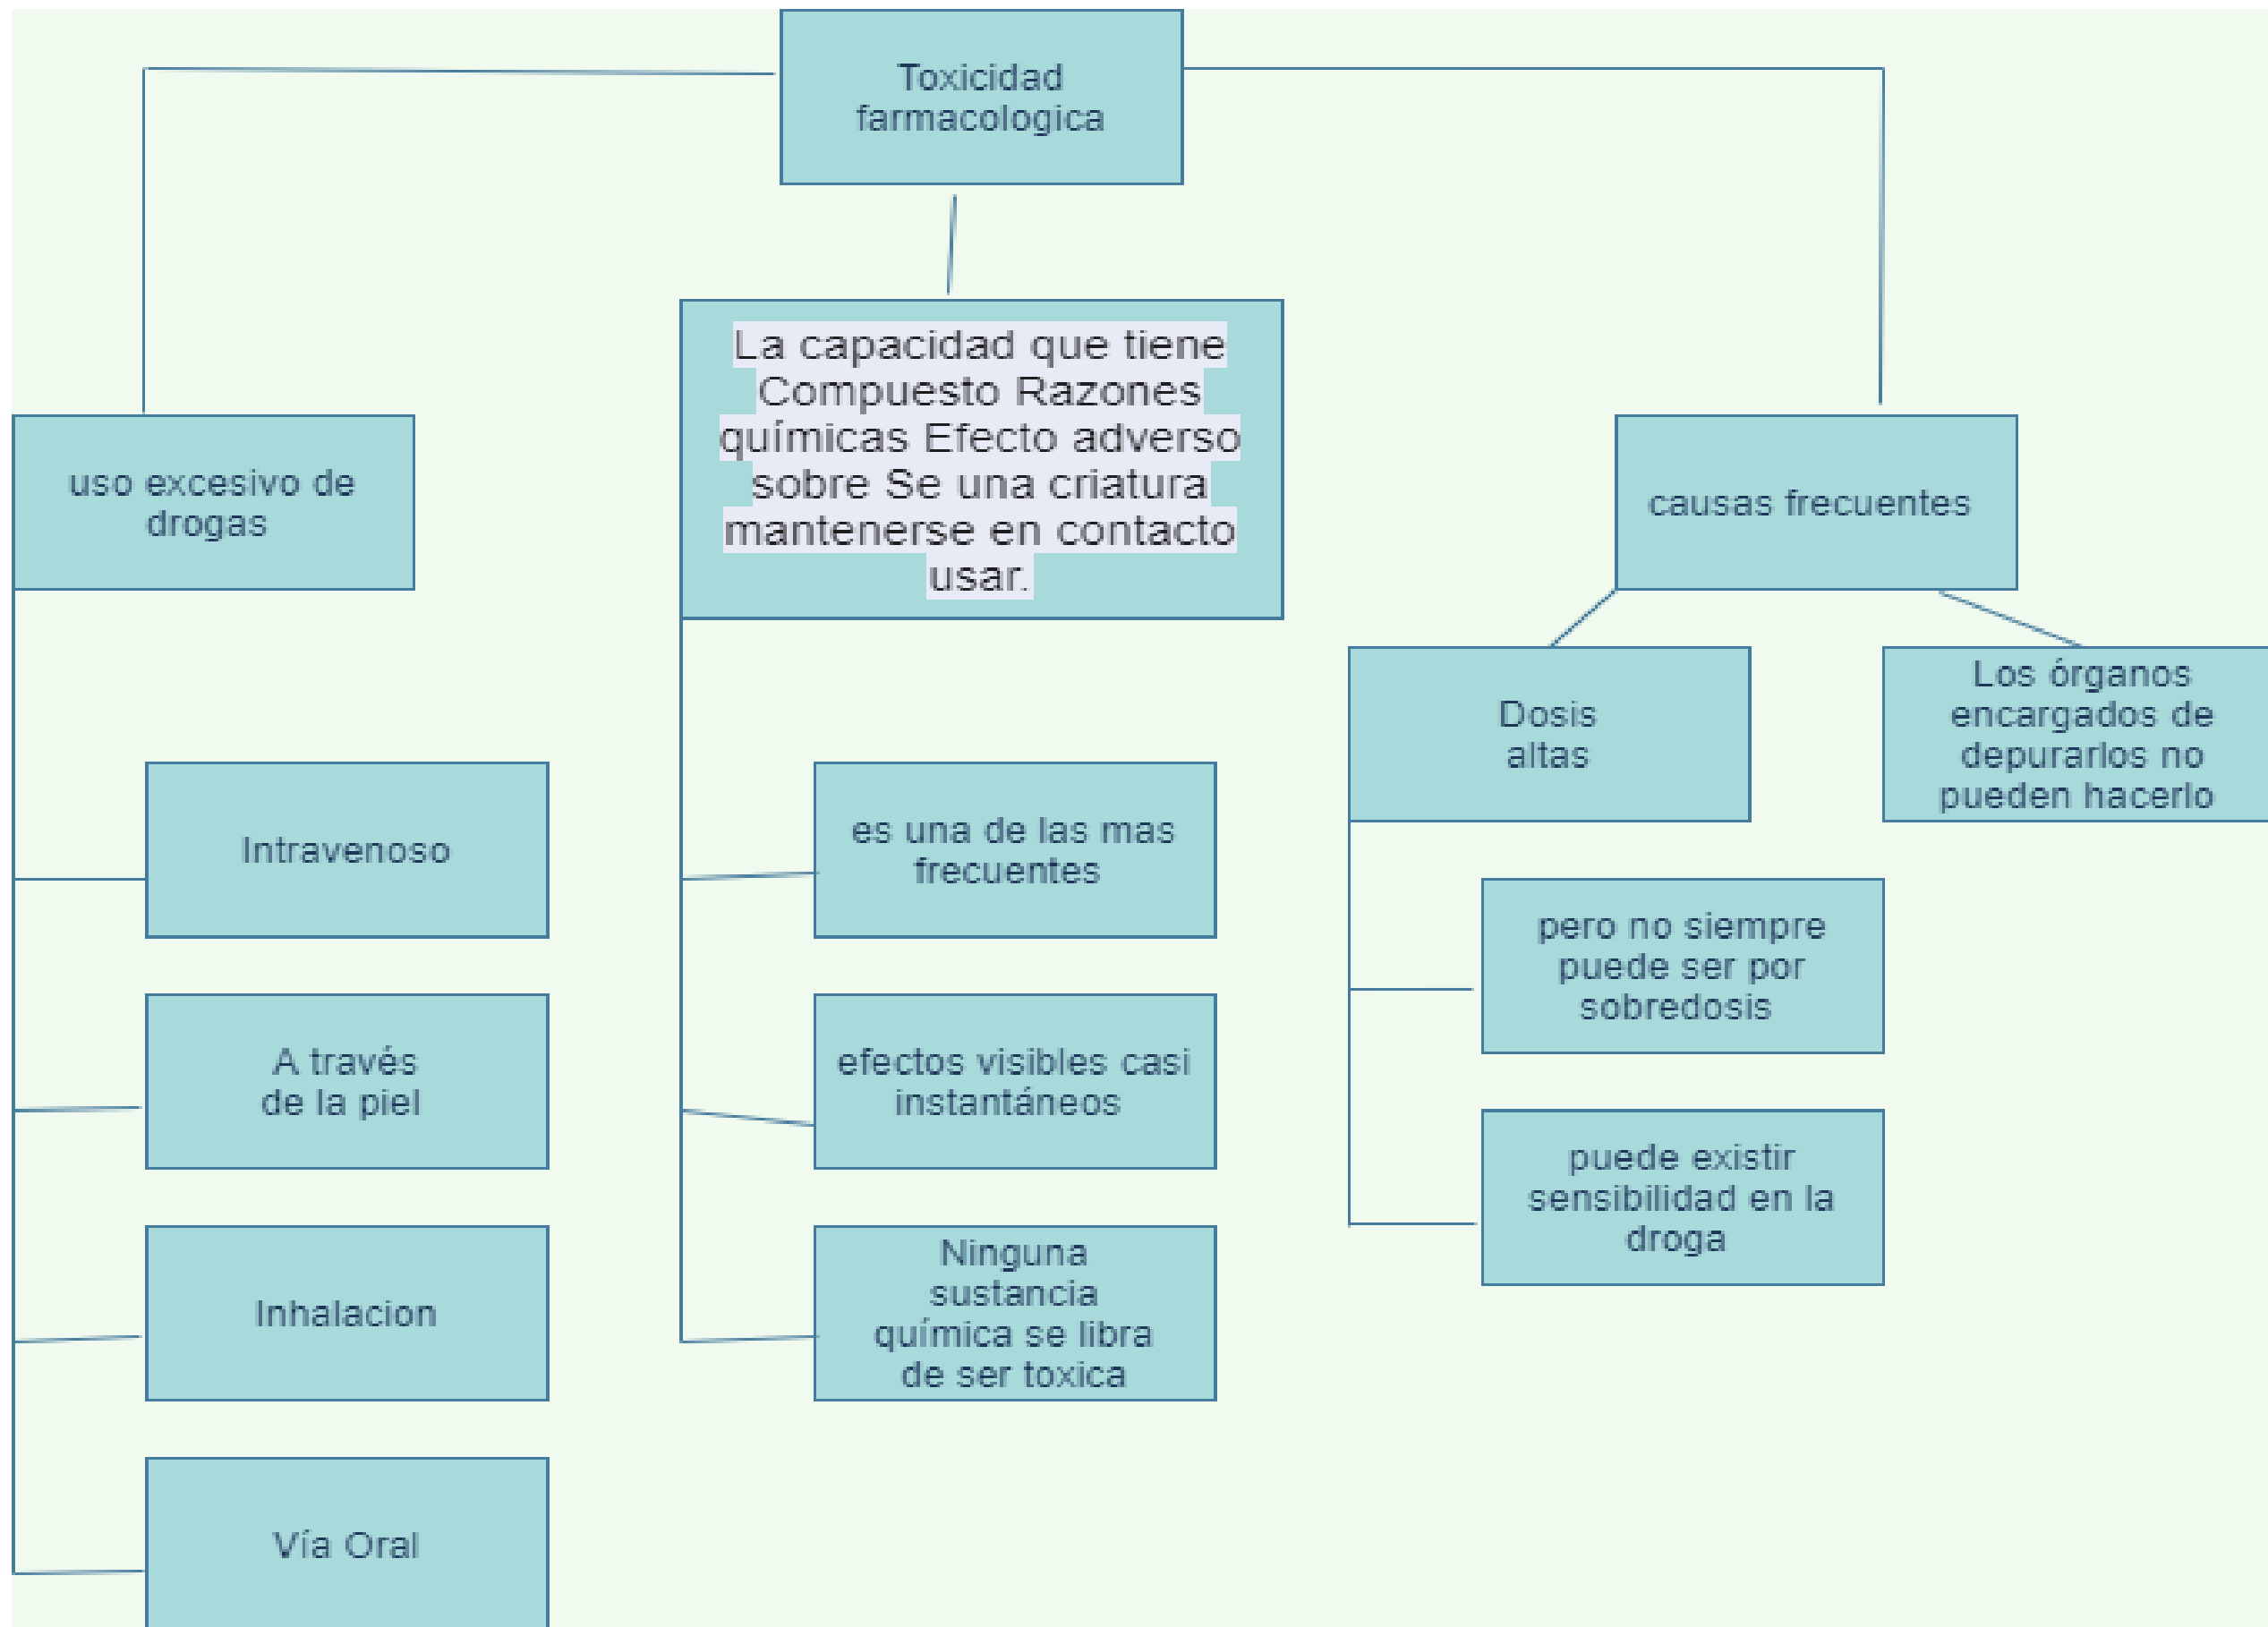 Toxicidad
farmacologica
uso excesivo de
drogas
Intravenoso
A través
de la piel
Inhalacion
Vía Oral
La capacidad que tiene
Compuesto Razones
químicas Efecto adverso
sobre Se una criatura
mantenerse en contacto
usar.
es una de las mas
frecuentes
efectos visibles casi
instantáneos
Ninguna
sustancia
química se libra
de ser toxica
causas frecuentes
Dosis
altas
pero no siempre
puede ser por
sobredosis
puede existir
sensibilidad en la
droga
Los órganos
encargados de
depurarlos no
pueden hacerlo